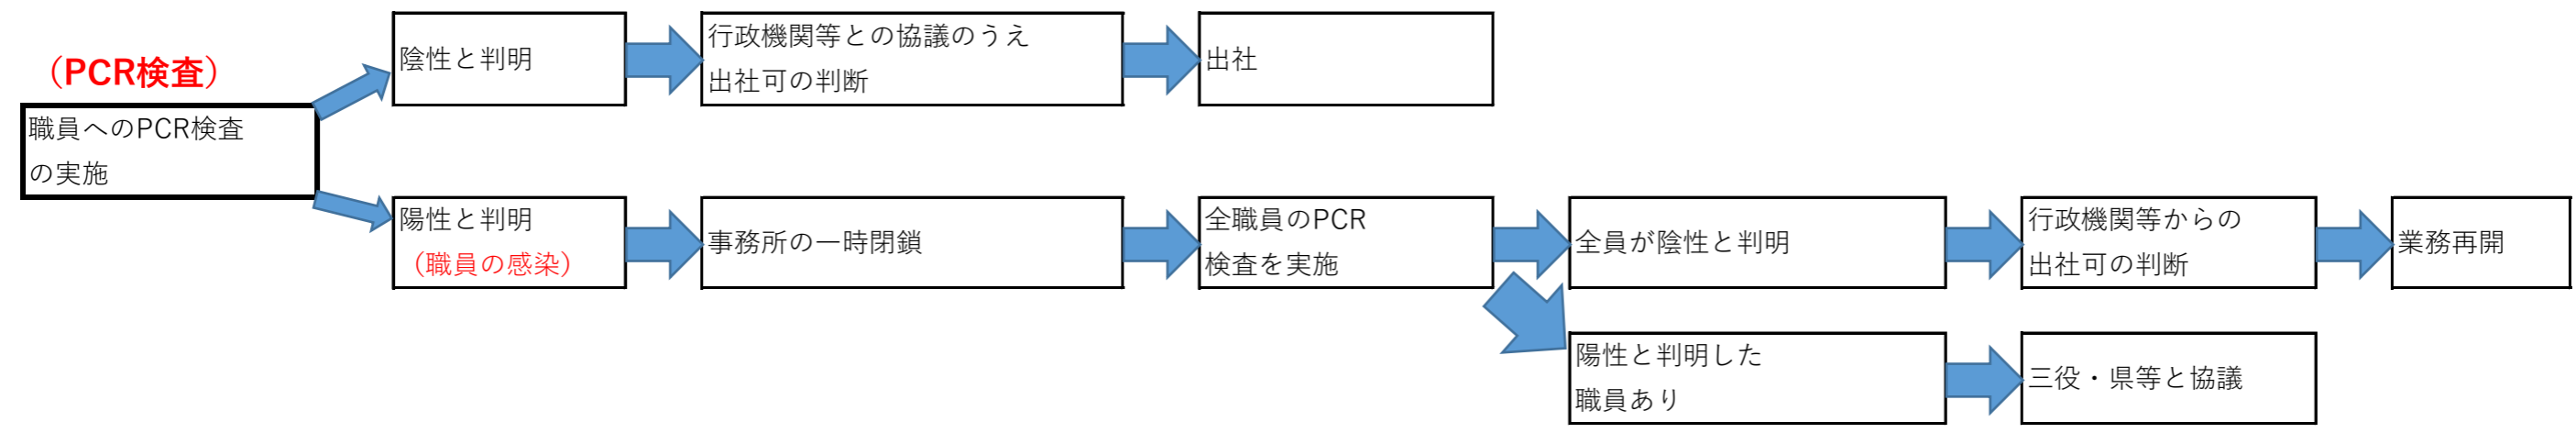 （PCR検査）
職員へのPCR検査
の実施
陰性と判明
行政機関等との協議のうえ
出社可の判断
出社
陽性と判明
（職員の感染）
事務所の一時閉鎖
全職員のPCR
検査を実施
全員が陰性と判明
行政機関等からの
出社可の判断
業務再開
陽性と判明した
職員あり
三役・県等と協議